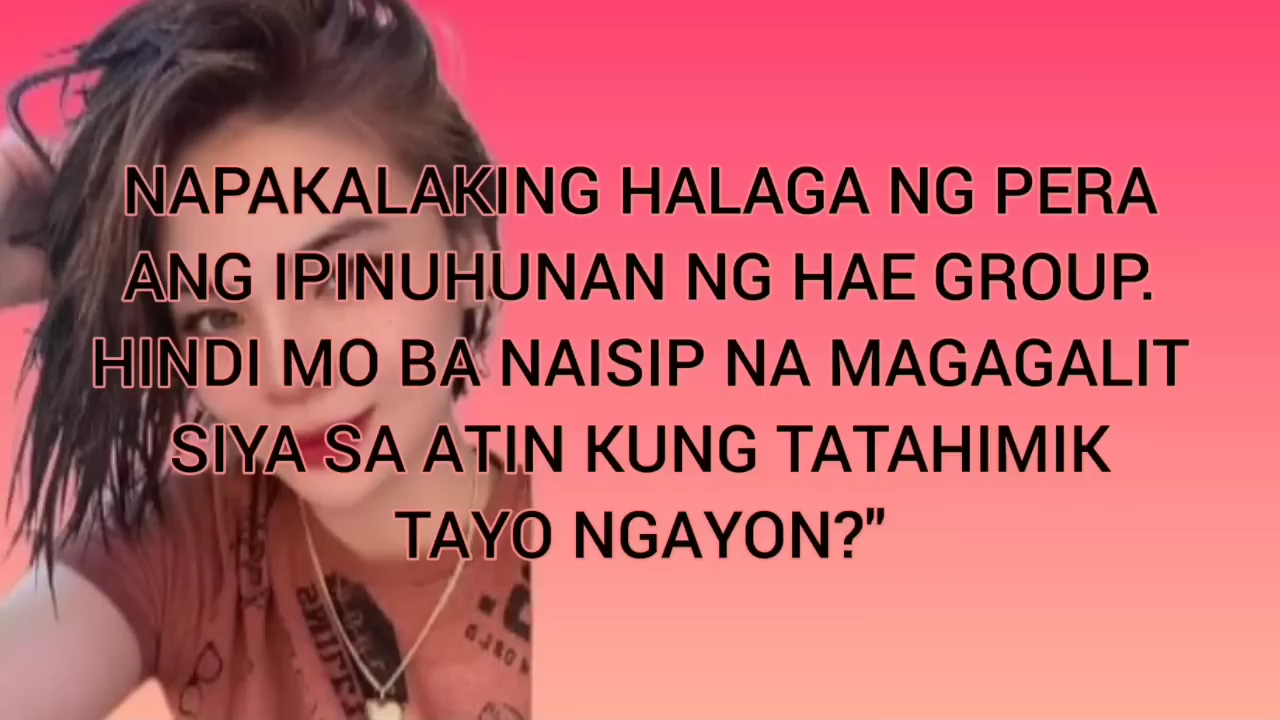 NAPAKALAKING HALAGA NG PERA
ANG IPINUHUNAN NG HAE GROUP.
HINDI MO BA NAISIP NA MAGAGALIT
SIYA SA ATIN KUNG TATAHIMIK
TAYO NGAYON?"